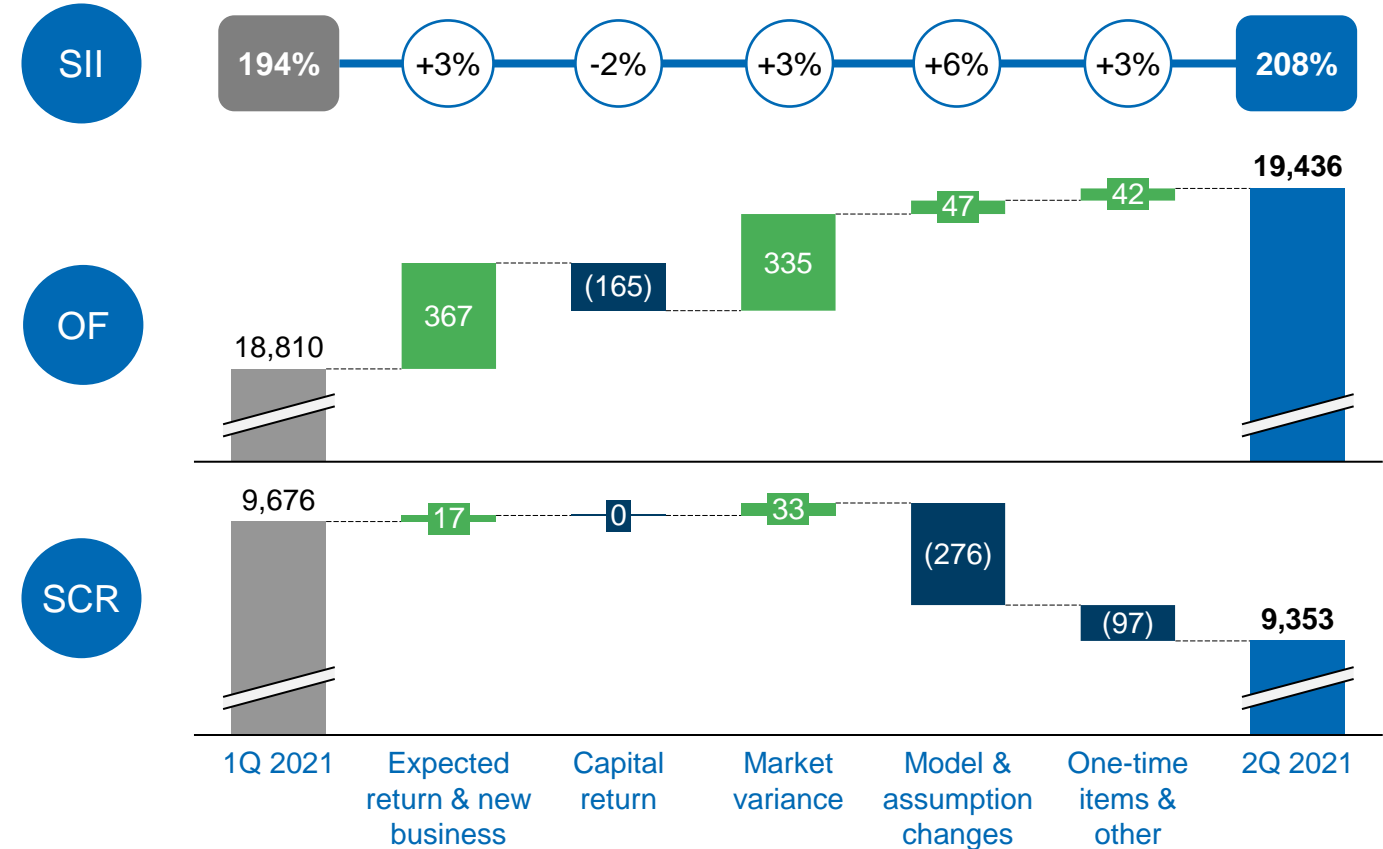 SII
194%
+3%
-2%
+3%
+6%
+3%
208%
OF
18,810
367
(165)
335
47
42
19,436
SCR
9,676
17
0
33
(276)
(97)
9,353
1Q 2021
Expected
return & new
business
Capital
return
Market
variance
Model &
assumption
changes
One-time
items &
other
2Q 2021